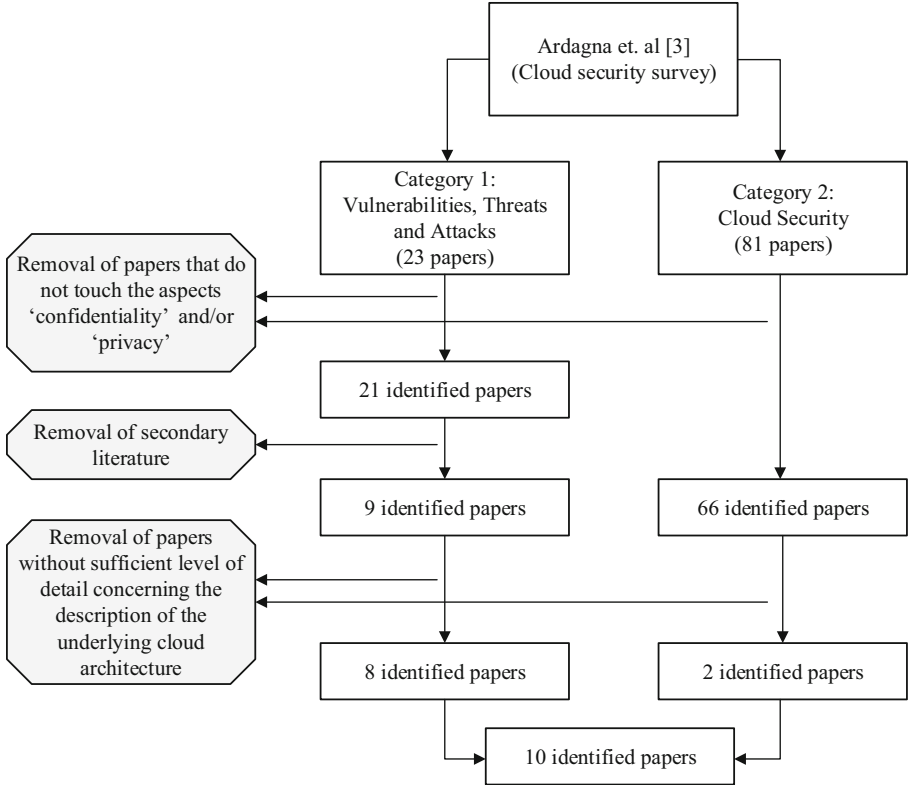 Ardagna et. al [3]
(Cloud security survey)
Category 1:
Vulnerabilities, Threats
and Attacks
(23 papers)
Category 2:
Cloud Security
(81 papers)
Removal of papers that do
not touch the aspects
‘confidentiality’ and/or
‘privacy’
21 identified papers
Removal of secondary
literature
9 identified papers
66 identified papers
Removal of papers
without sufficient level of
detail concerning the
description of the
underlying cloud
architecture
8 identified papers
2 identified papers
10 identified papers